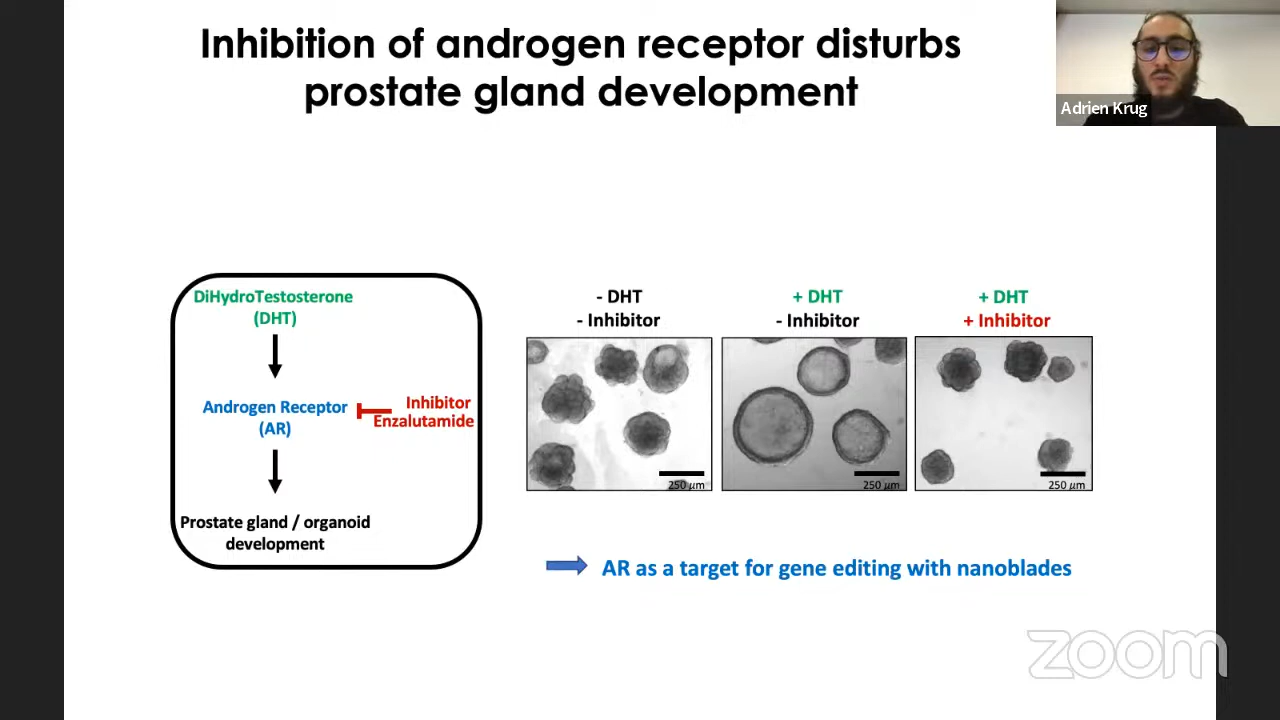 Inhibition of androgen receptor disturbs
prostate gland development
Adrien Krug
DiHydroTestosterone
(DHT)
Androgen Receptor
(AR)
Inhibitor
Enzalutamide
Prostate gland / organoid
development
- DHT
- Inhibitor
250 µm
+ DHT
- Inhibitor
250 µm
+ DHT
+ Inhibitor
250 µm
AR as a target for gene editing with nanoblades
zoom